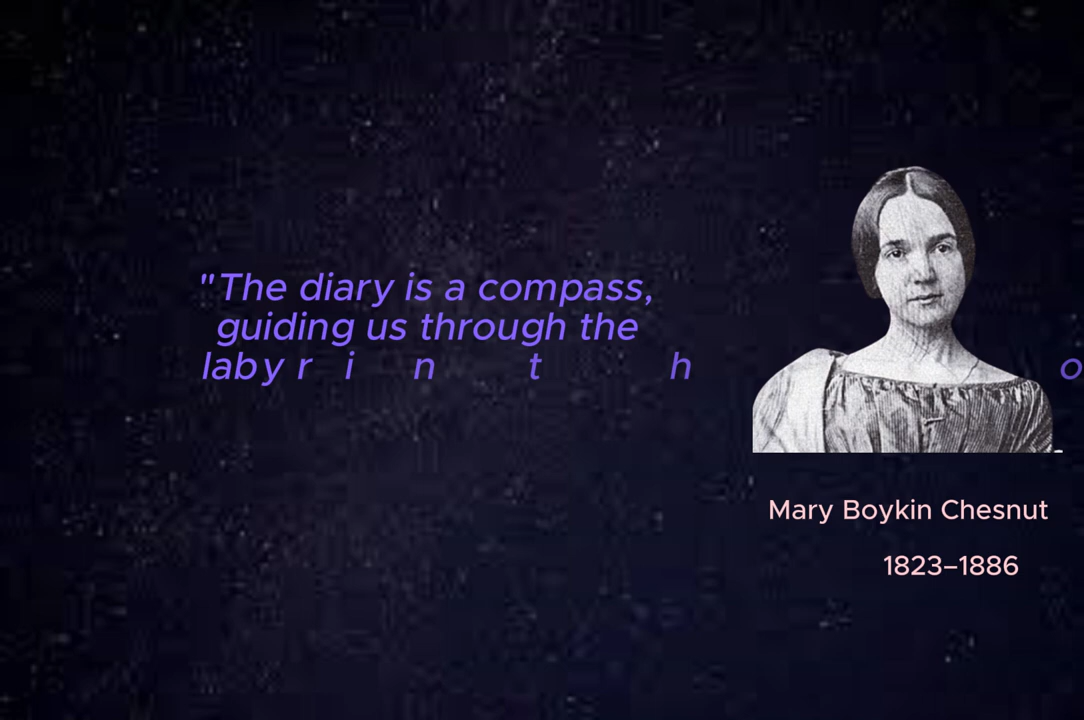 "The diary is a compass,
guiding us through the
labyrinth o
Mary Boykin Chesnut
1823–1886